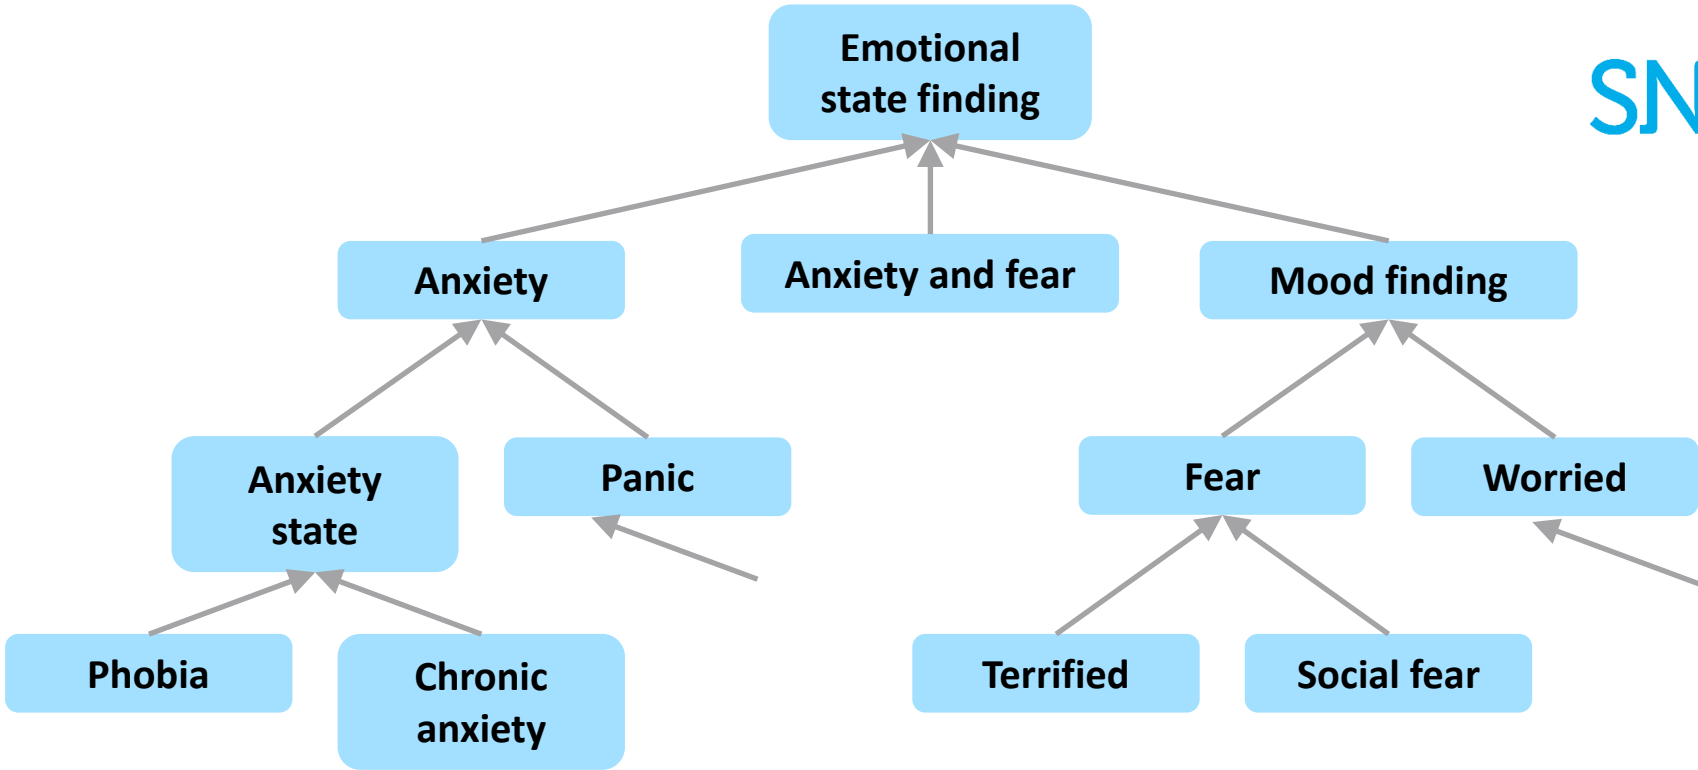 Emotional
state finding
SN
Anxiety
Anxiety and fear
Mood finding
Anxiety
state
Panic
Fear
Worried
Phobia
Chronic
anxiety
Terrified
Social fear